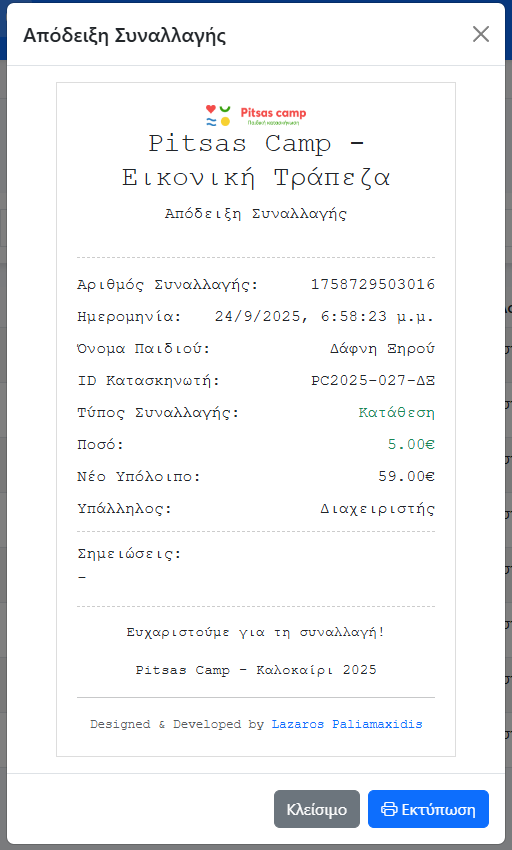 Απόδειξη Συναλλαγής
Pitsas camp
Παιδική κατασκήνωση
Pitsas Camp -
Εικονική Τράπεζα
Απόδειξη Συναλλαγής
Αριθμός Συναλλαγής: 1758729503016
Ημερομηνία: 24/9/2025, 6:58:23 μ.μ.
Όνομα Παιδιού: Δάφνη Ξηρού
ID Κατασκηνωτή: PC2025-027-ΔΞ
Τύπος Συναλλαγής: Κατάθεση
Ποσό: 5.00€
Νέο Υπόλοιπο: 59.00€
Υπάλληλος: Διαχειριστής
Σημειώσεις:
-
Ευχαριστούμε για τη συναλλαγή!
Pitsas Camp - Καλοκαίρι 2025
Designed & Developed by Lazaros Paliamaxidis
Κλείσιμο Εκτύπωση